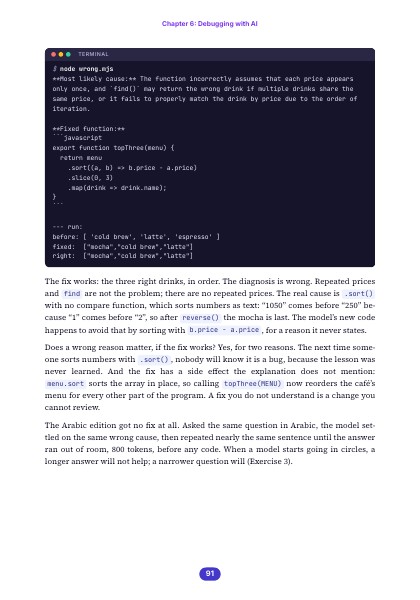 Chapter 6: Debugging with AI
TERMINAL
$ node wrong.mjs
**Most likely cause:** The function incorrectly assumes that each price appears
only once, and `find()` may return the wrong drink if multiple drinks share the
same price, or it fails to properly match the drink by price due to the order of
iteration.
**Fixed function:**
```javascript
export function topThree(menu) {
return menu
.sort((a, b) => b.price - a.price)
.slice(0, 3)
.map(drink => drink.name);
}
```
--- run:
before: [ 'cold brew', 'latte', 'espresso' ]
fixed: ["mocha","cold brew","latte"]
right: ["mocha","cold brew","latte"]
The fix works: the three right drinks, in order. The diagnosis is wrong. Repeated prices
and find are not the problem; there are no repeated prices. The real cause is .sort()
with no compare function, which sorts numbers as text: “1050” comes before “250” be-
cause “1” comes before “2”, so after reverse() the mocha is last. The model’s new code
happens to avoid that by sorting with b.price - a.price, for a reason it never states.
Does a wrong reason matter, if the fix works? Yes, for two reasons. The next time some-
one sorts numbers with .sort(), nobody will know it is a bug, because the lesson was
never learned. And the fix has a side effect the explanation does not mention:
menu.sort sorts the array in place, so calling topThree(MENU) now reorders the café’s
menu for every other part of the program. A fix you do not understand is a change you
cannot review.
The Arabic edition got no fix at all. Asked the same question in Arabic, the model set-
tled on the same wrong cause, then repeated nearly the same sentence until the answer
ran out of room, 800 tokens, before any code. When a model starts going in circles, a
longer answer will not help; a narrower question will (Exercise 3).
91